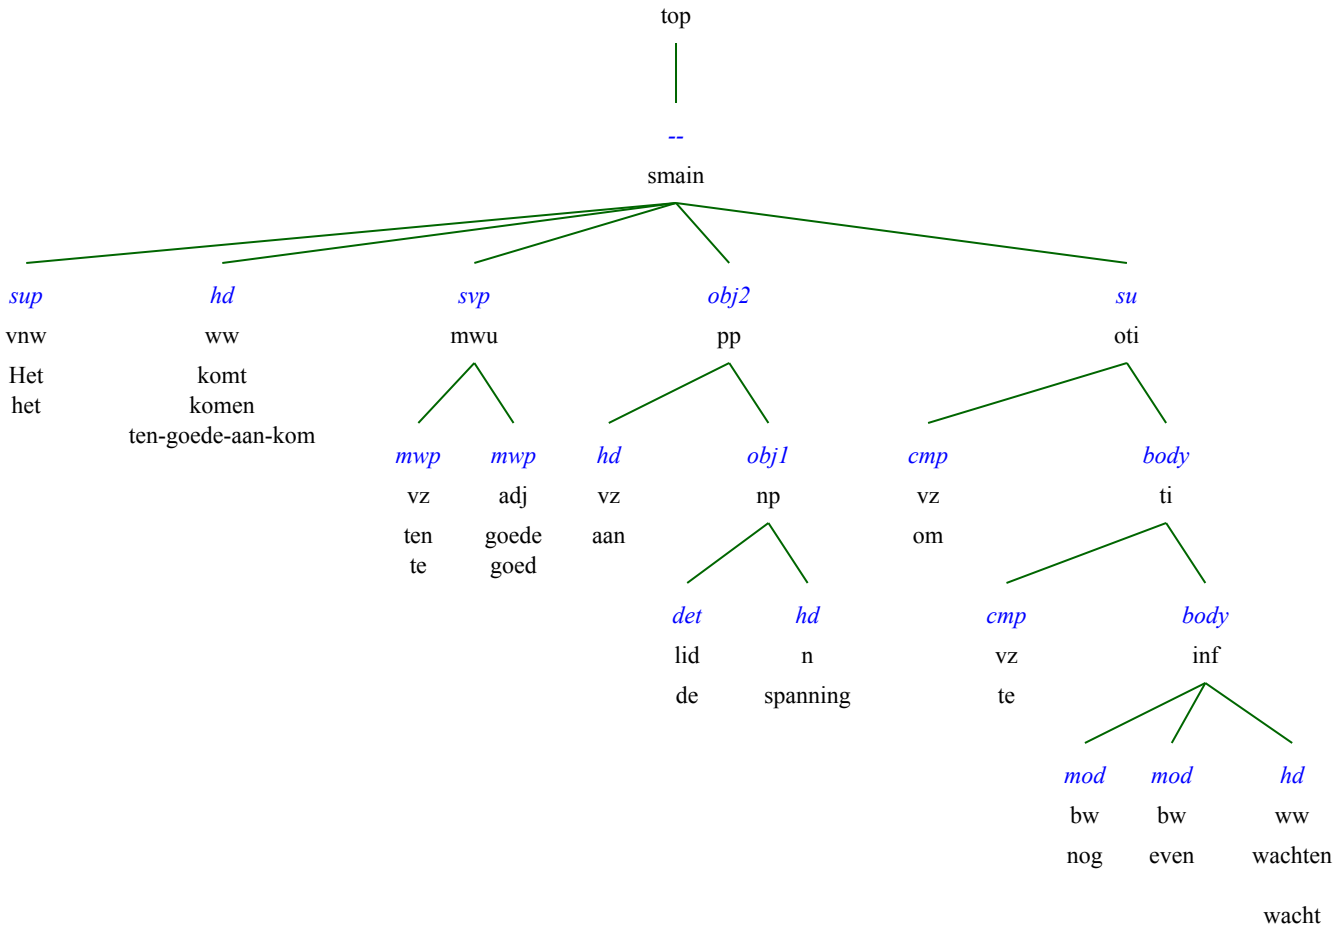 top
--
smain
sup hd svp obj2 su
vnw ww mwu pp oti
Het komt
het komen
ten-goede-aan-kom
mwp mwp hd obj1 cmp body
vz adj vz np vz ti
ten goede aan om
te goed
det hd cmp body
lid n vz inf
de spanning te
mod mod hd
bw bw ww
nog even wachten
wacht